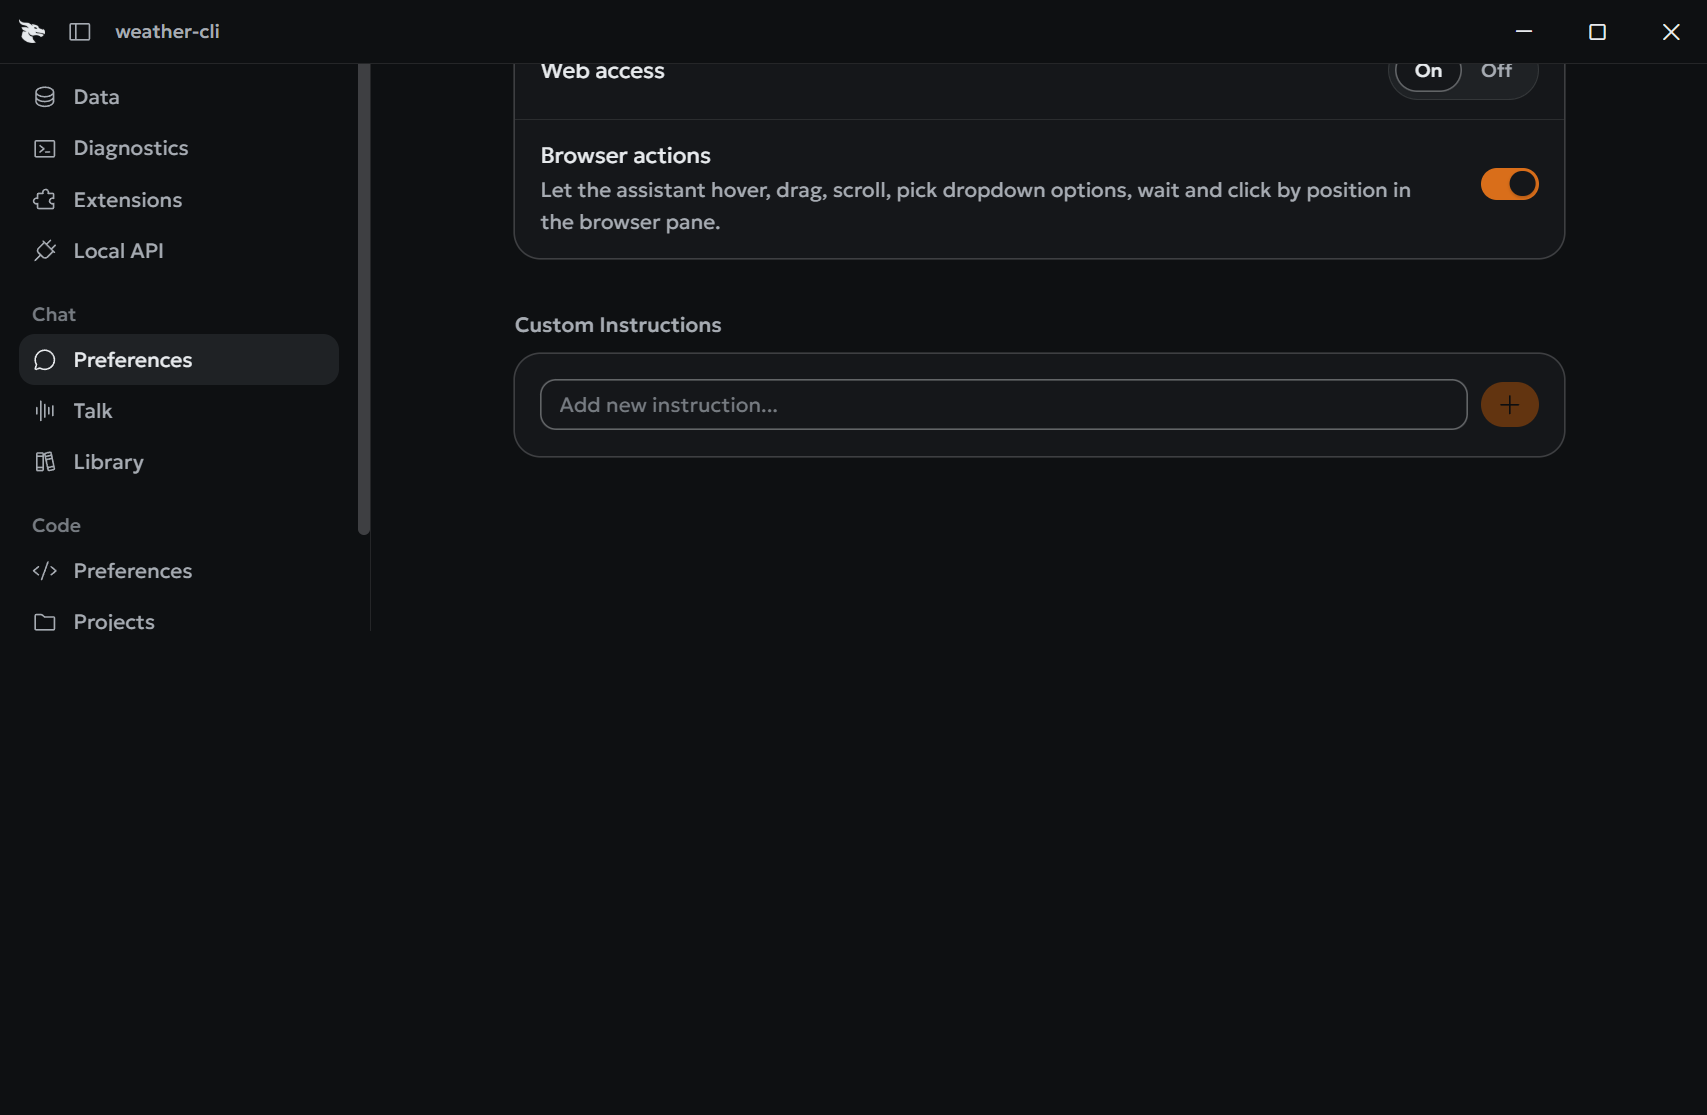 weather-cli
Data
Diagnostics
Extensions
Local API
Chat
Preferences
Talk
Library
Code
Preferences
Projects
Web access
On Off
Browser actions
Let the assistant hover, drag, scroll, pick dropdown options, wait and click by position in
the browser pane.
Custom Instructions
Add new instruction...